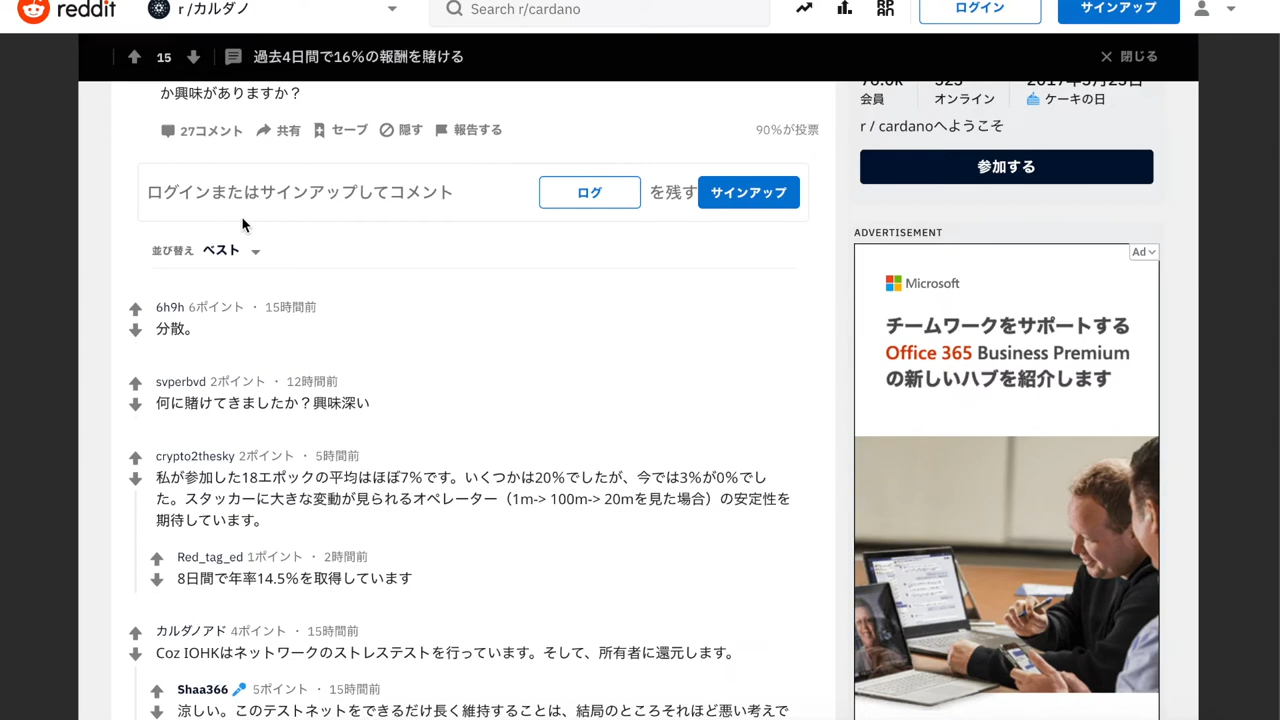 reddit
r /カルダノ
Search r/cardano
ログイン
サインアップ
15
過去4日間で16％の報酬を賭ける
閉じる
か興味がありますか？
27コメント
共有
セーブ
隠す
報告する
90％が投票
ログインまたはサインアップしてコメント
ログ
を残す
サインアップ
並び替え ベスト
6h9h 6ポイント · 15時間前
分散。
svperbvd 2ポイント · 12時間前
何に賭けてきましたか？興味深い
crypto2thesky 2ポイント · 5時間前
私が参加した18エポックの平均はほぼ7％です。いくつかは20％でしたが、今では3％が0％でし
た。スタッカーに大きな変動が見られるオペレーター（1m-> 100m-> 20mを見た場合）の安定性を
期待しています。
Red_tag_ed 1ポイント · 2時間前
8日間で年率14.5％を取得しています
カルダノアド 4ポイント · 15時間前
Coz IOHKはネットワークのストレステストを行っています。そして、所有者に還元します。
Shaa366 5ポイント · 15時間前
涼しい。このテストネットをできるだけ長く維持することは、結局のところそれほど悪い考えで
会員
オンライン
ケーキの日
r / cardanoへようこそ
参加する
ADVERTISEMENT
Ad
Microsoft
チームワークをサポートする
Office 365 Business Premium
の新しいハブを紹介します